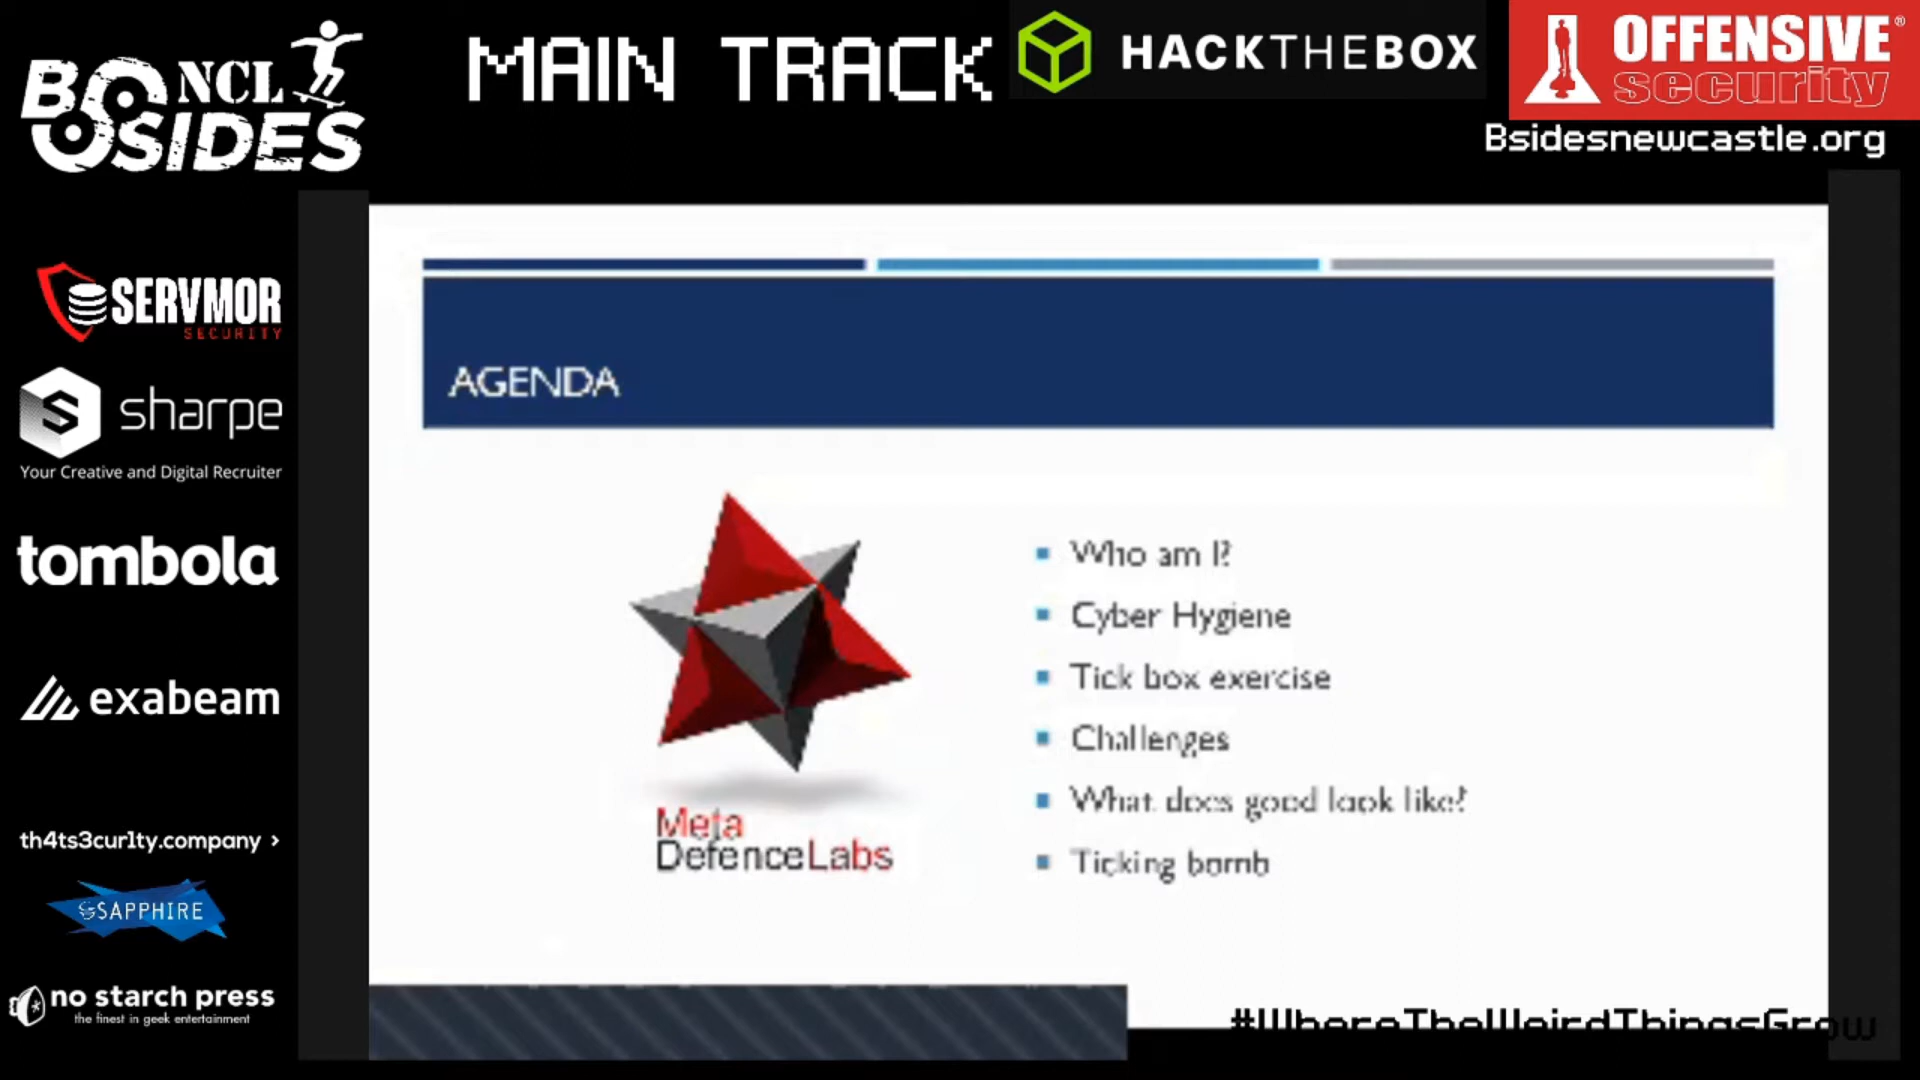 BSIDES NCL
MAIN TRACK
HACKTHEBOX
OFFENSIVE®
security
Bsidesnewcastle.org
SERVMOR
SECURITY
sharpe
Your Creative and Digital Recruiter
tombola
exabeam
th4ts3cur1ty.company >
SAPPHIRE
no starch press
the finest in geek entertainment
AGENDA
Meta
DefenceLabs
Who am I?
Cyber Hygiene
Tick box exercise
Challenges
What does good look like?
Ticking bomb
#WhereTheWeirdThingsGrow